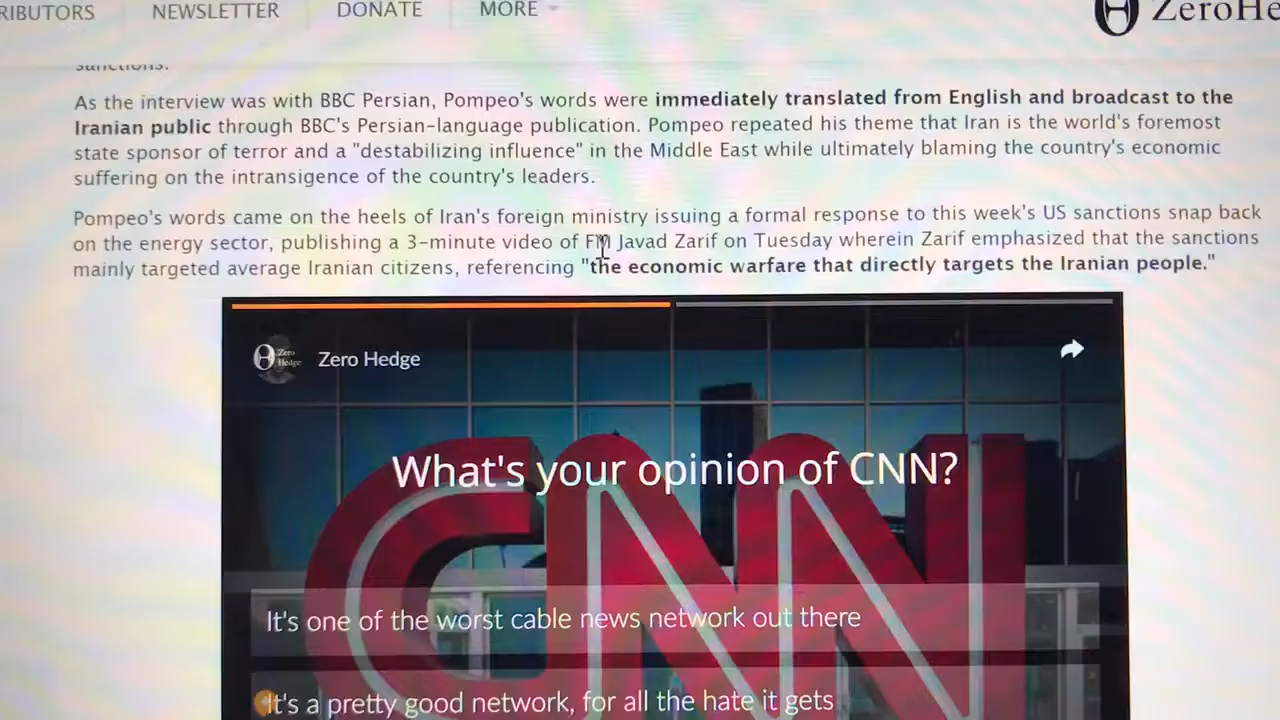 RIBUTORS NEWSLETTER DONATE MORE ZeroHe
sanctions.
As the interview was with BBC Persian, Pompeo's words were immediately translated from English and broadcast to the
Iranian public through BBC's Persian-language publication. Pompeo repeated his theme that Iran is the world's foremost
state sponsor of terror and a "destabilizing influence" in the Middle East while ultimately blaming the country's economic
suffering on the intransigence of the country's leaders.
Pompeo's words came on the heels of Iran's foreign ministry issuing a formal response to this week's US sanctions snap back
on the energy sector, publishing a 3-minute video of FM Javad Zarif on Tuesday wherein Zarif emphasized that the sanctions
mainly targeted average Iranian citizens, referencing "the economic warfare that directly targets the Iranian people."
Zero Hedge
Zero Hedge
What's your opinion of CNN?
CNN
It's one of the worst cable news network out there
It's a pretty good network, for all the hate it gets